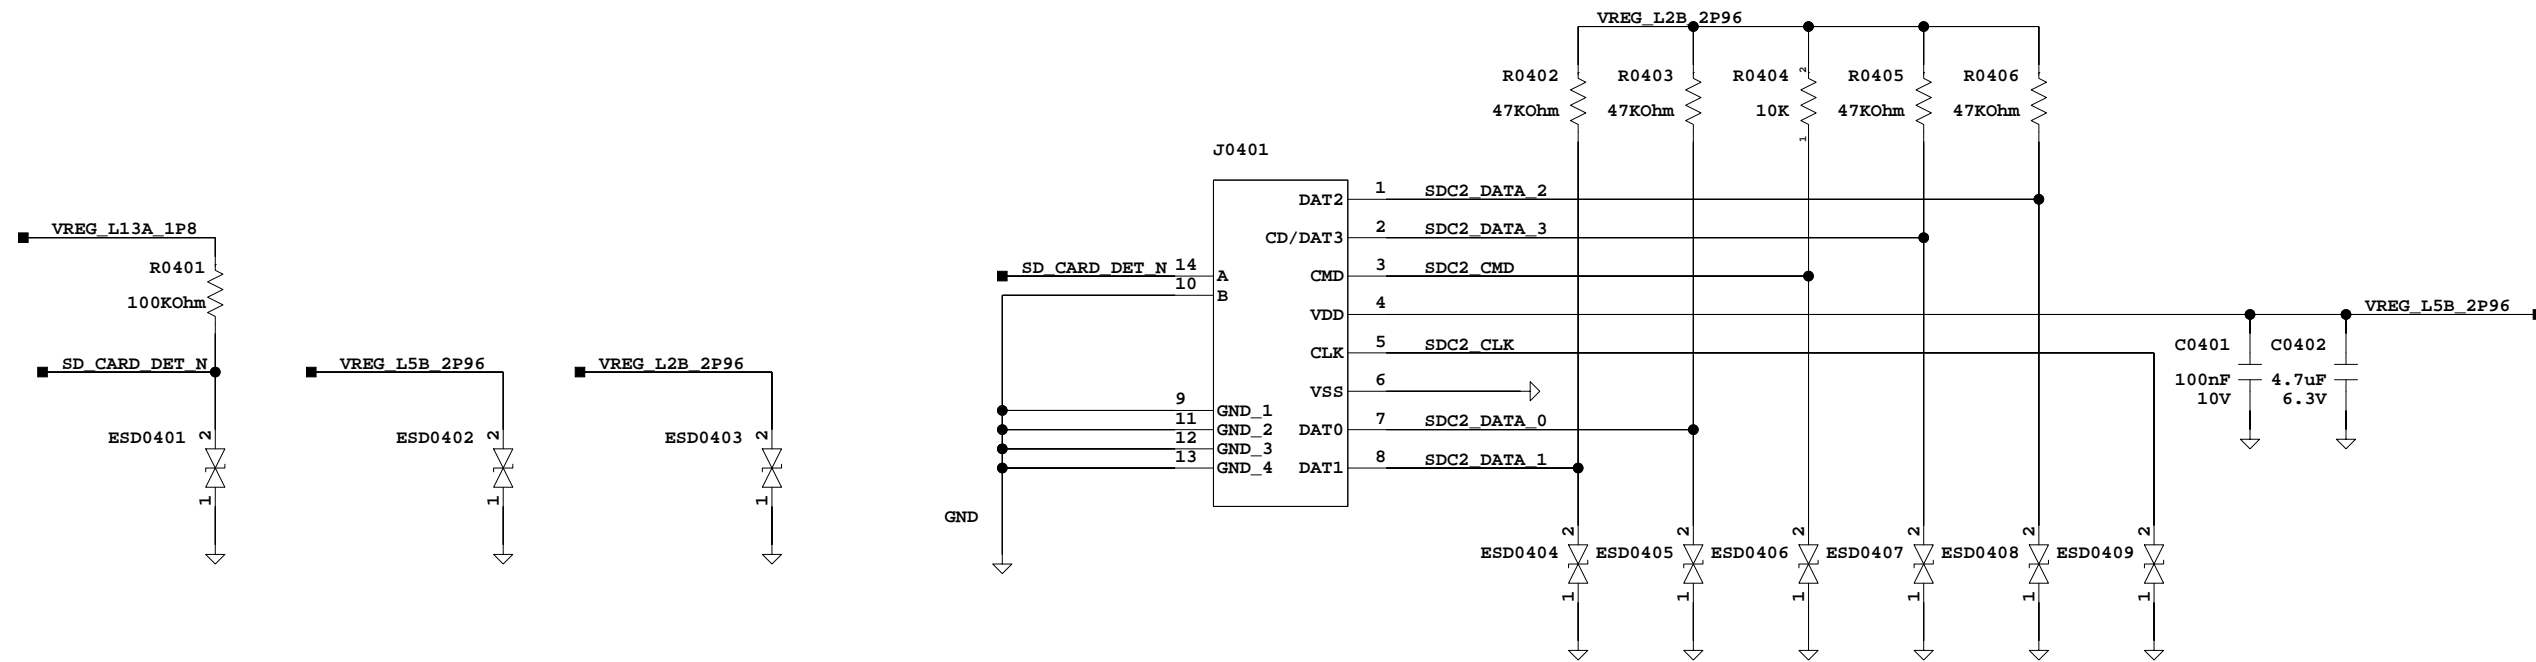 VREG_L2B_2P96
R0402
R0403
R0404
2
R0405
R0406
47KOhm
47KOhm
10K
47KOhm
47KOhm
1
J0401
DAT2
1
SDC2_DATA_2
VREG_L13A_1P8
CD/DAT3
2
SDC2_DATA_3
R0401
100KOhm
SD_CARD_DET_N
14
A
CMD
3
SDC2_CMD
10
B
VDD
4
VREG_L5B_2P96
SD_CARD_DET_N
VREG_L5B_2P96
VREG_L2B_2P96
CLK
5
SDC2_CLK
C0401
C0402
100nF
4.7uF
10V
6.3V
VSS
6
9
GND_1
11
GND_2
DAT0
7
SDC2_DATA_0
12
GND_3
13
GND_4
DAT1
8
SDC2_DATA_1
ESD0401
2
1
ESD0402
2
1
ESD0403
2
1
GND
ESD0404
2
1
ESD0405
2
1
ESD0406
2
1
ESD0407
2
1
ESD0408
2
1
ESD0409
2
1